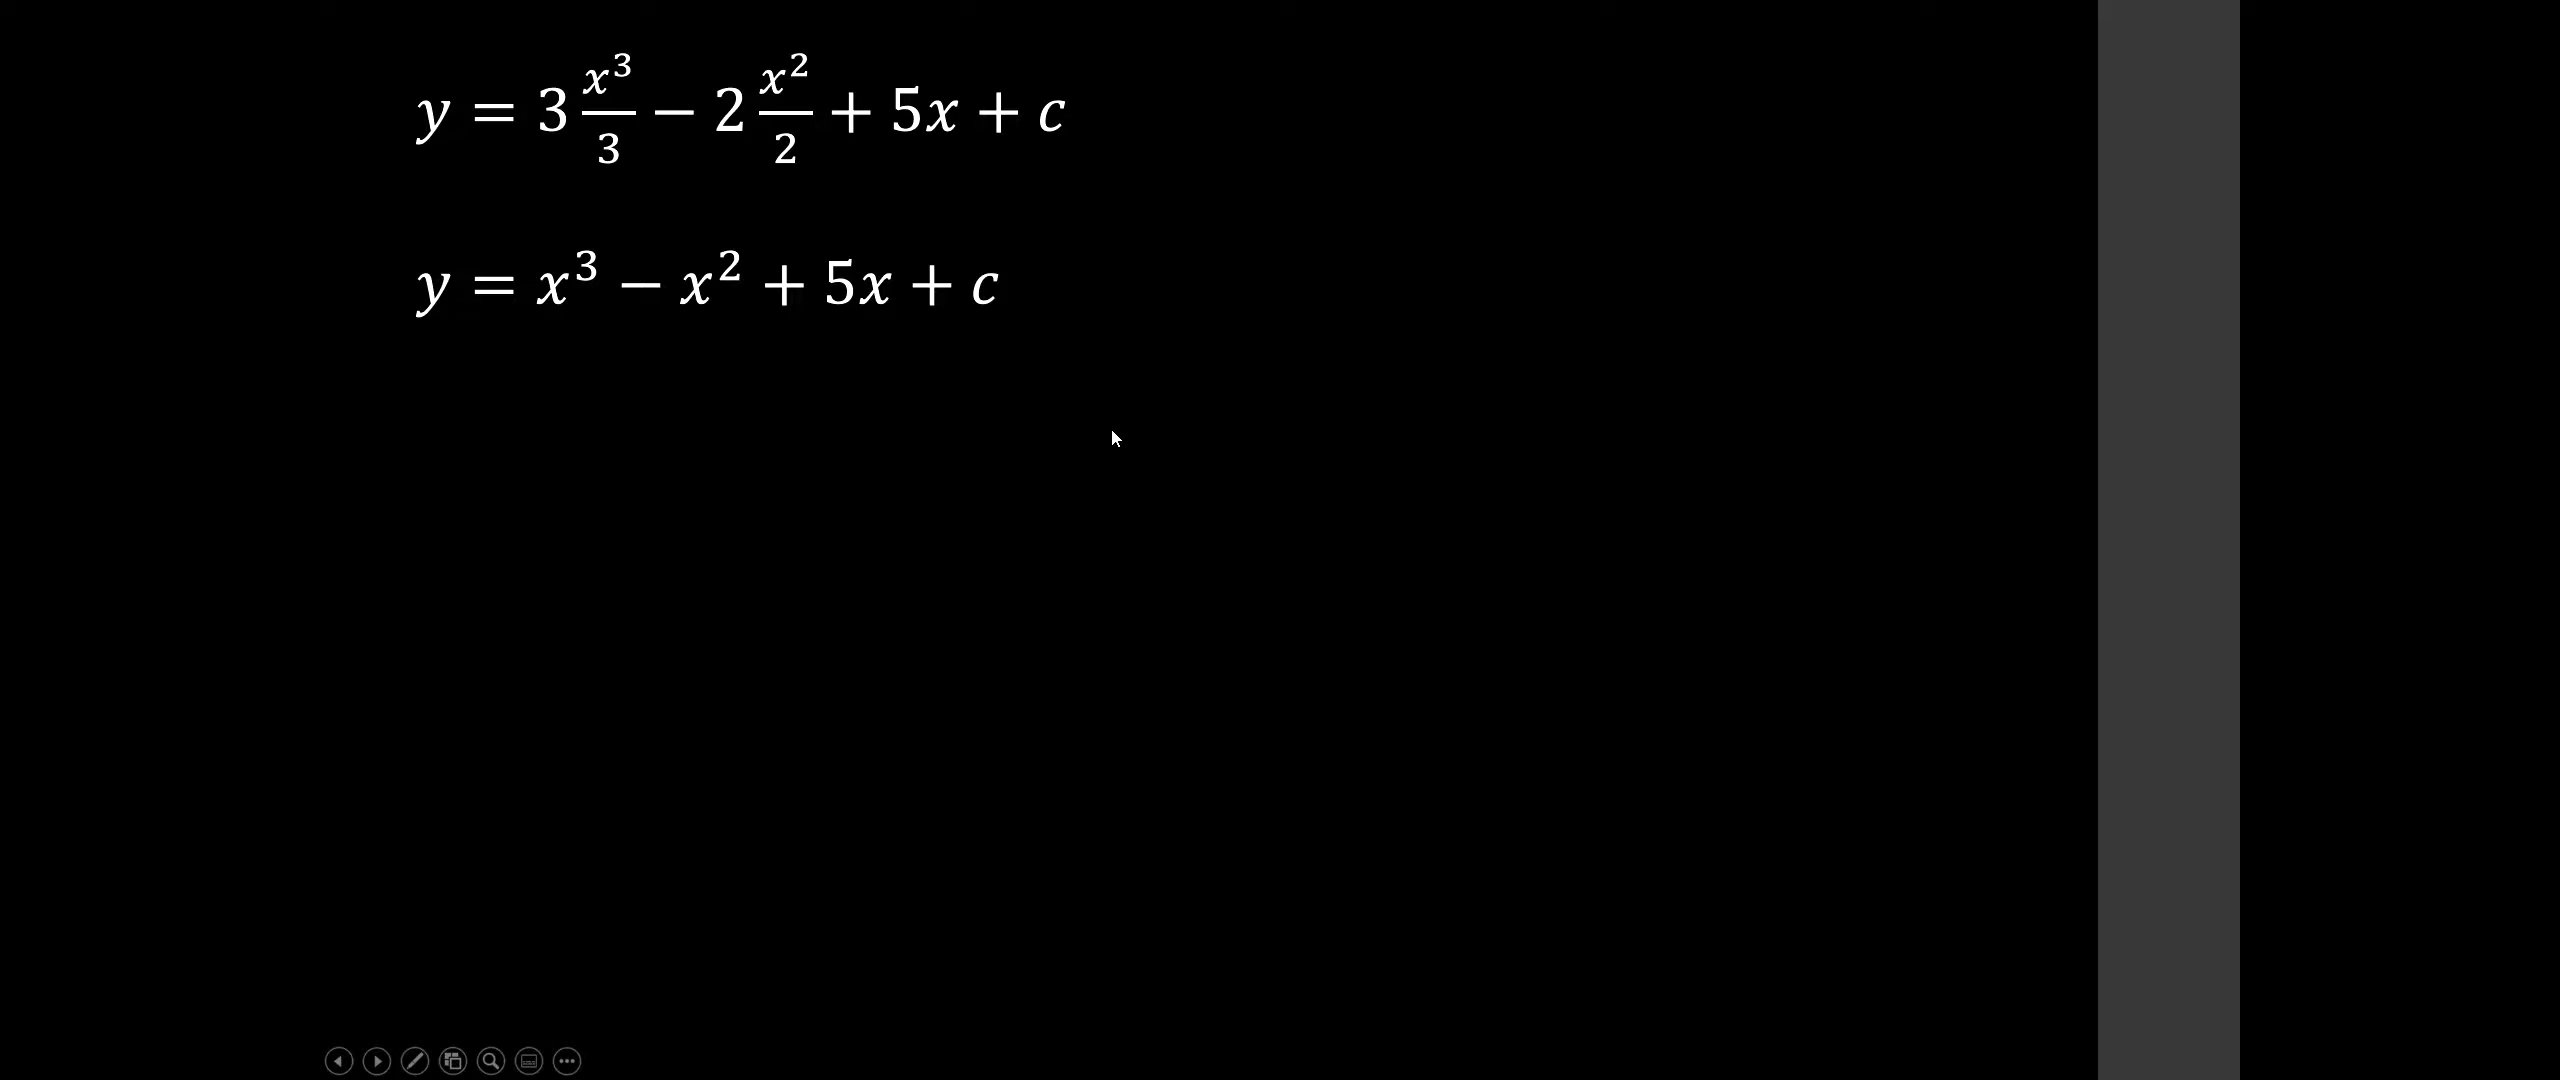 y = 3 x³/3 − 2 x²/2 + 5x + c
y = x³ − x² + 5x + c